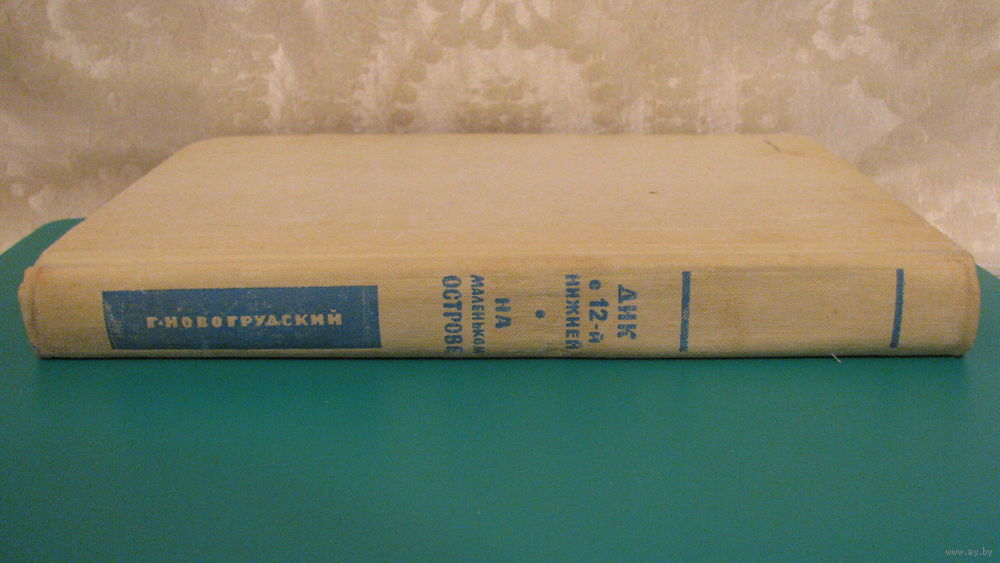 Г. НОВОГРУДСКИЙ
ДИК
с 12-й
НИЖНЕЙ
•
НА
МАЛЕНЬКОМ
ОСТРОВЕ
www.ay.by